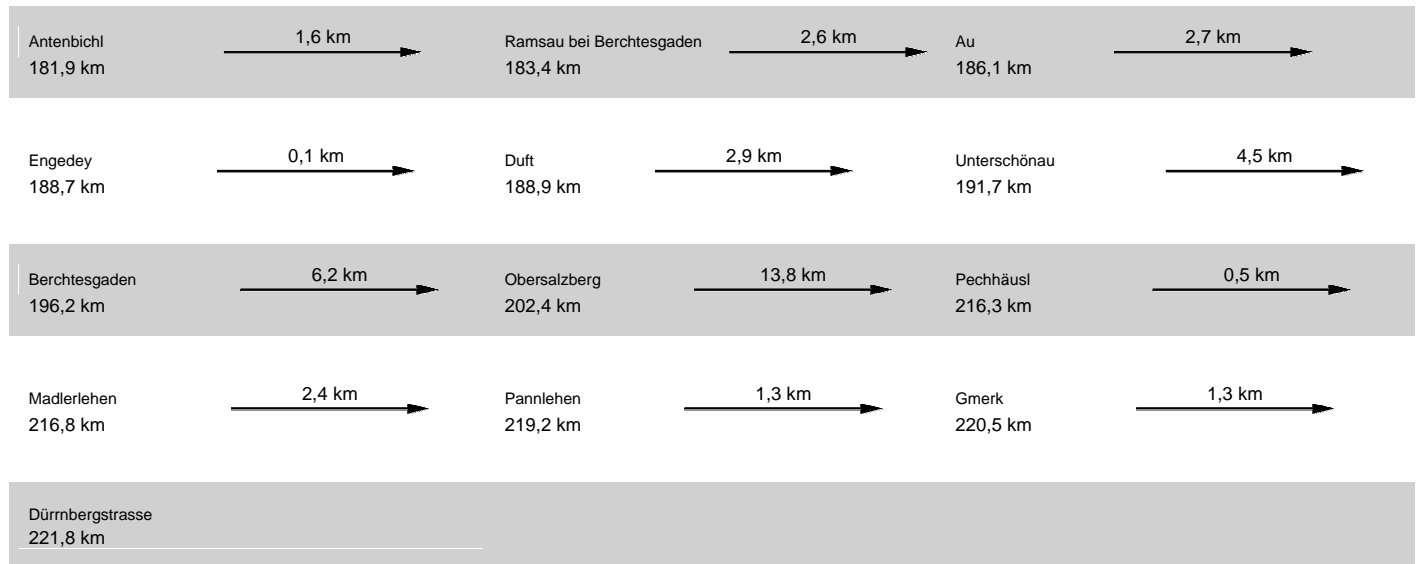 Antenbichl 1,6 km Ramsau bei Berchtesgaden 2,6 km Au 2,7 km
181,9 km 183,4 km 186,1 km
Engedey 0,1 km Duft 2,9 km Unterschönau 4,5 km
188,7 km 188,9 km 191,7 km
Berchtesgaden 6,2 km Obersalzberg 13,8 km Pechhäusl 0,5 km
196,2 km 202,4 km 216,3 km
Madlerlehen 2,4 km Pannlehen 1,3 km Gmerk 1,3 km
216,8 km 219,2 km 220,5 km
Dürrnbergstrasse
221,8 km